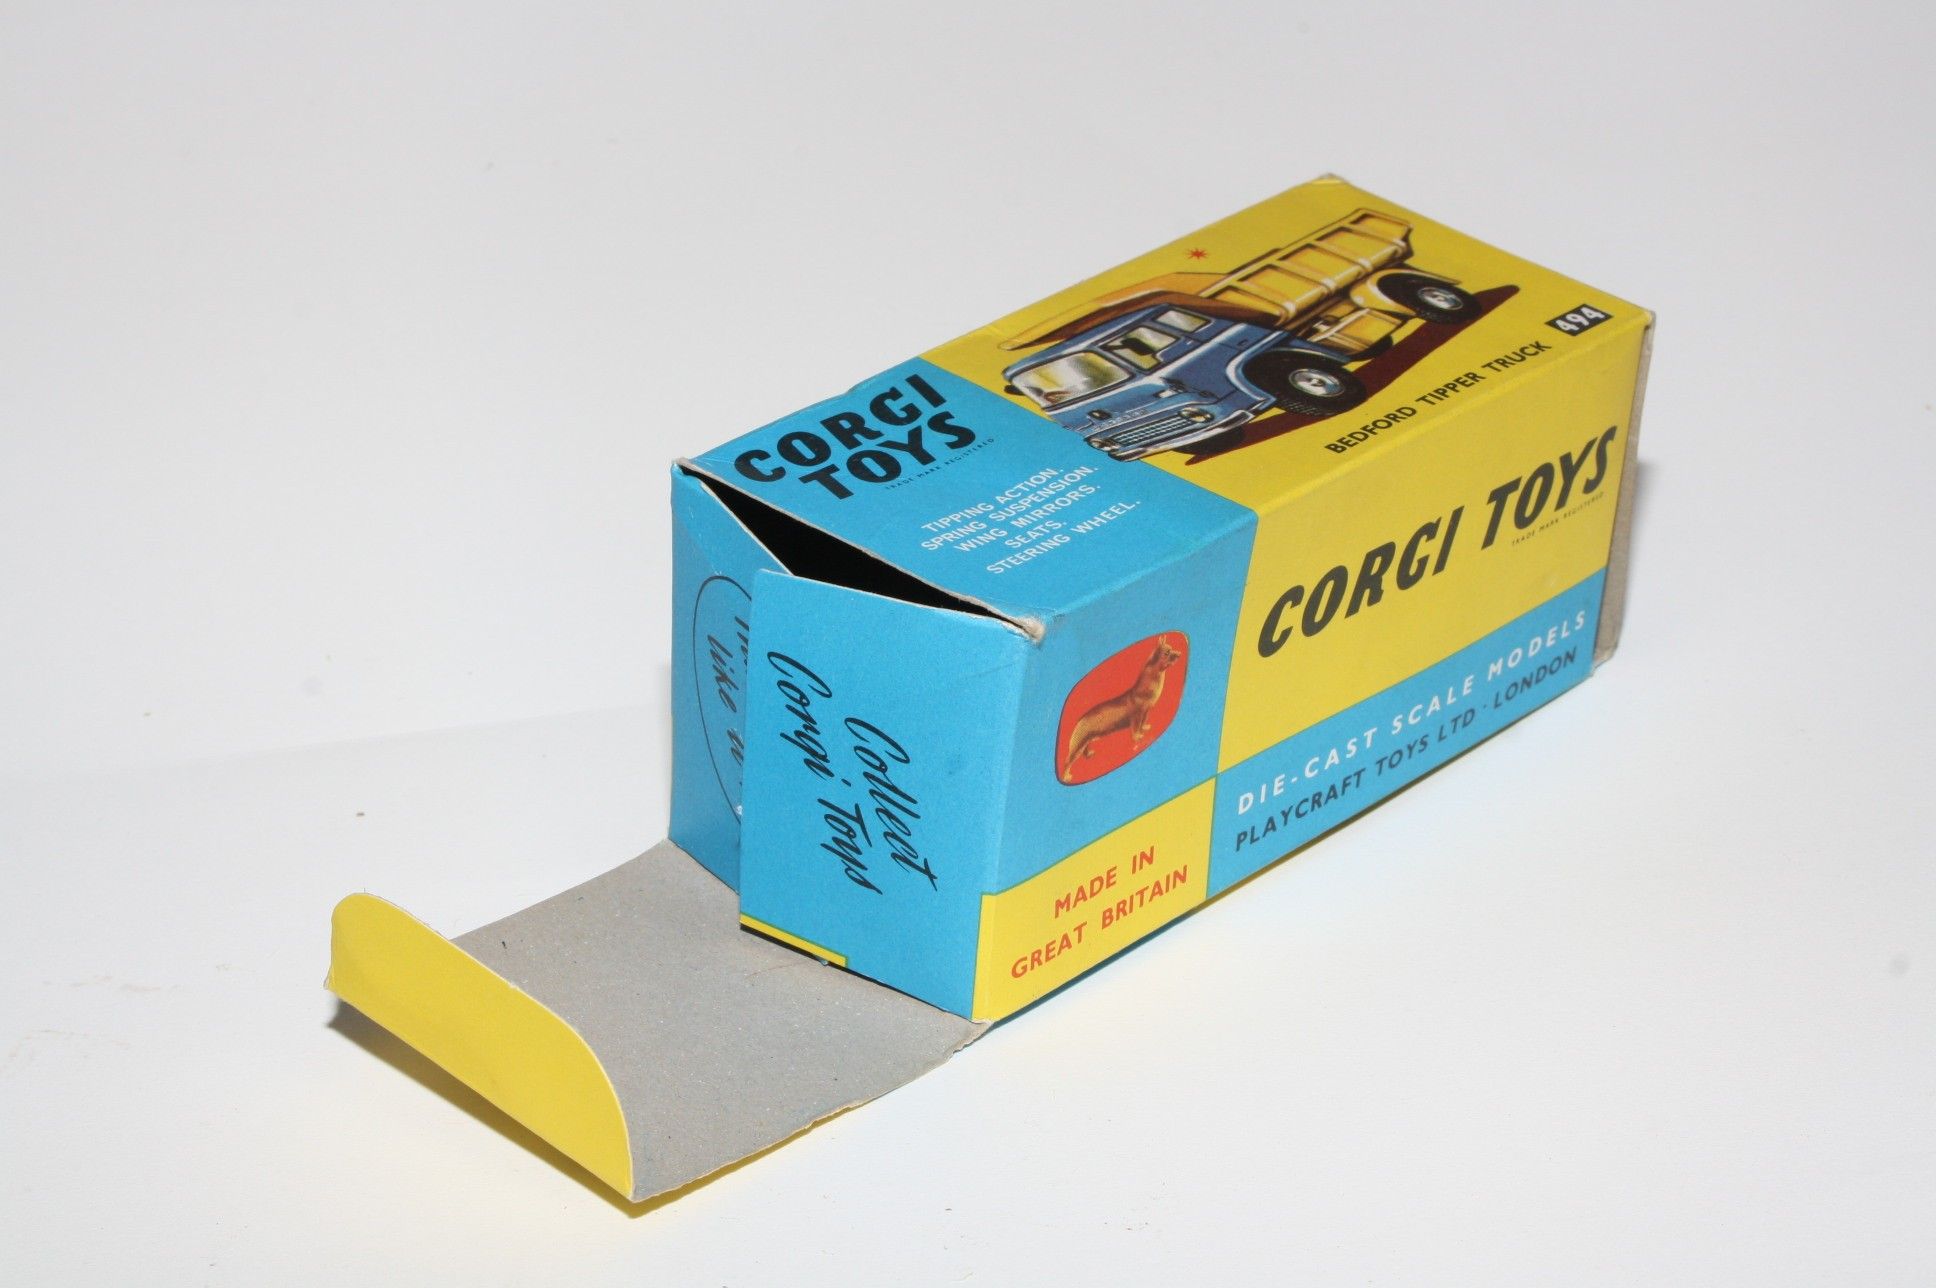 CORGI
TOYS
TRADE MARK REGISTERED
TIPPING ACTION.
SPRING SUSPENSION.
WING MIRRORS.
SEATS.
STEERING WHEEL.
BEDFORD TIPPER TRUCK 494
CORGI TOYS
TRADE MARK REGISTERED
DIE-CAST SCALE MODELS
PLAYCRAFT TOYS LTD · LONDON
MADE IN
GREAT BRITAIN
Collect
Corgi Toys
like